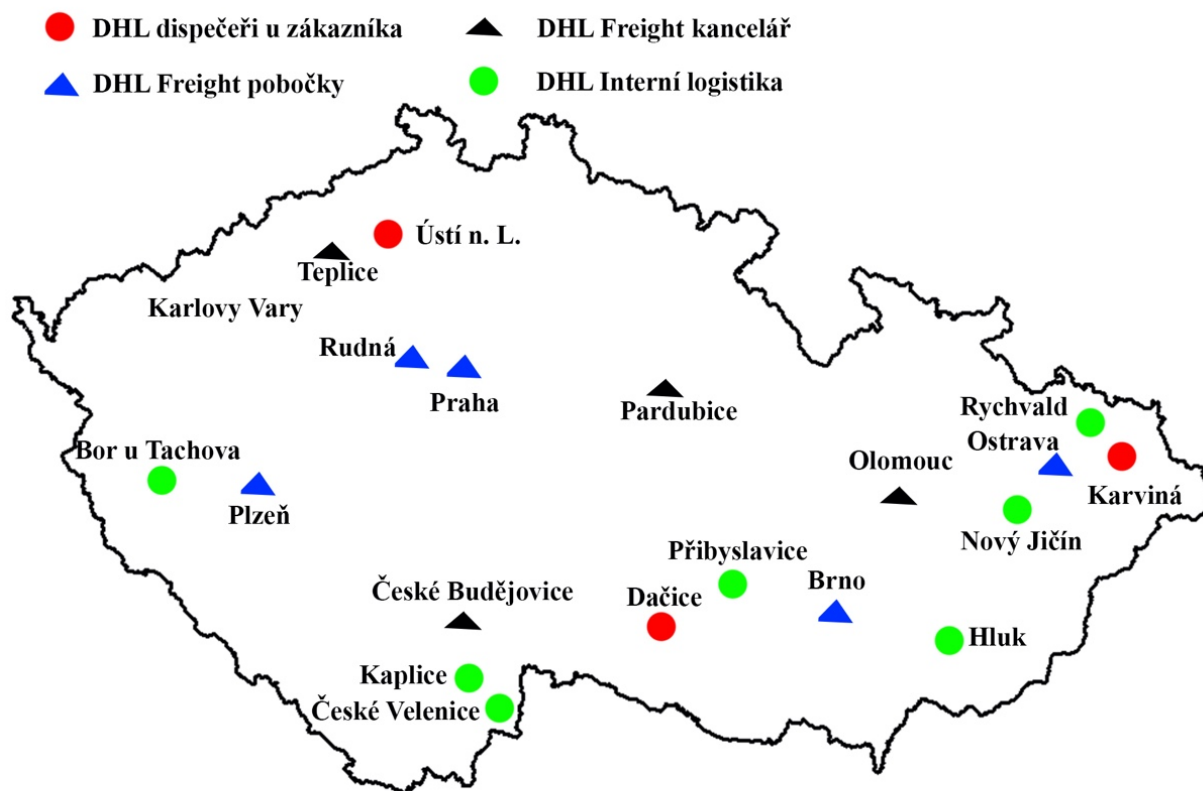 DHL dispečeři u zákazníka
DHL Freight kancelář
DHL Freight pobočky
DHL Interní logistika
Ústí n. L.
Teplice
Karlovy Vary
Rudná
Praha
Pardubice
Rychvald
Ostrava
Bor u Tachova
Olomouc
Karviná
Plzeň
Nový Jičín
Přibyslavice
České Budějovice
Dačice
Brno
Hluk
Kaplice
České Velenice